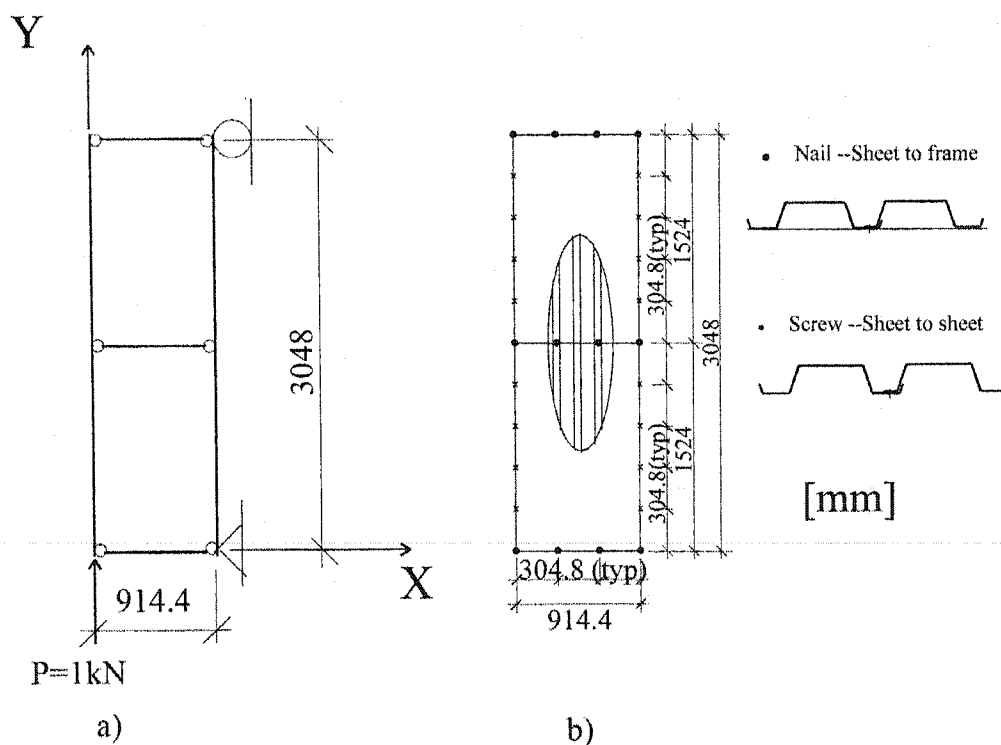 Y
3048
X
914.4
P=1kN
a)
304.8(typ)
1524
304.8(typ)
1524
3048
304.8 (typ)
914.4
b)
Nail --Sheet to frame
Screw --Sheet to sheet
[mm]